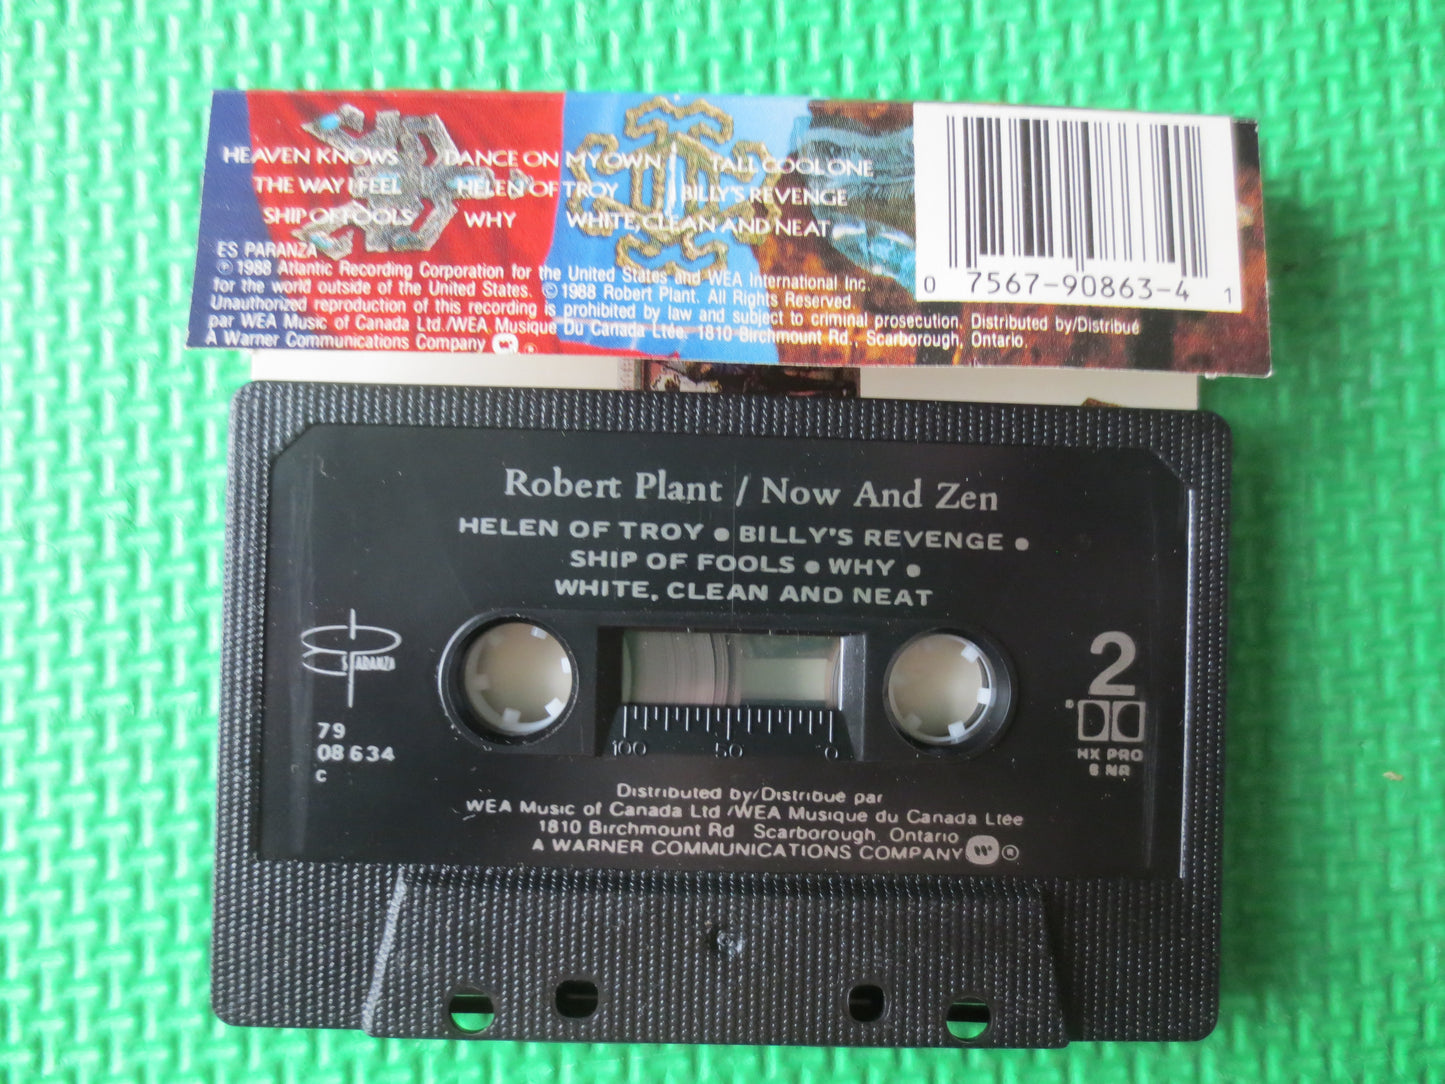 HEAVEN KNOWS DANCE ON MY OWN TALL COOL ONE
THE WAY I FEEL HELEN OF TROY BILLY'S REVENGE
SHIP OF FOOLS WHY WHITE, CLEAN AND NEAT
ES PARANZA
℗ 1988 Atlantic Recording Corporation for the United States and WEA International Inc.
for the world outside of the United States. © 1988 Robert Plant. All Rights Reserved.
Unauthorized reproduction of this recording is prohibited by law and subject to criminal prosecution. Distributed by/Distribué
par WEA Music of Canada Ltd./WEA Musique Du Canada Ltée. 1810 Birchmount Rd., Scarborough, Ontario.
A Warner Communications Company ®
0 7567-90863-4 1
Robert Plant / Now And Zen
HELEN OF TROY • BILLY'S REVENGE •
SHIP OF FOOLS • WHY •
WHITE, CLEAN AND NEAT
ES PARANZA
79
08634
C
2
HX PRO
B NR
100 50 0
Distributed by/Distribué par
WEA Music of Canada Ltd /WEA Musique du Canada Ltée
1810 Birchmount Rd Scarborough, Ontario
A WARNER COMMUNICATIONS COMPANY ®